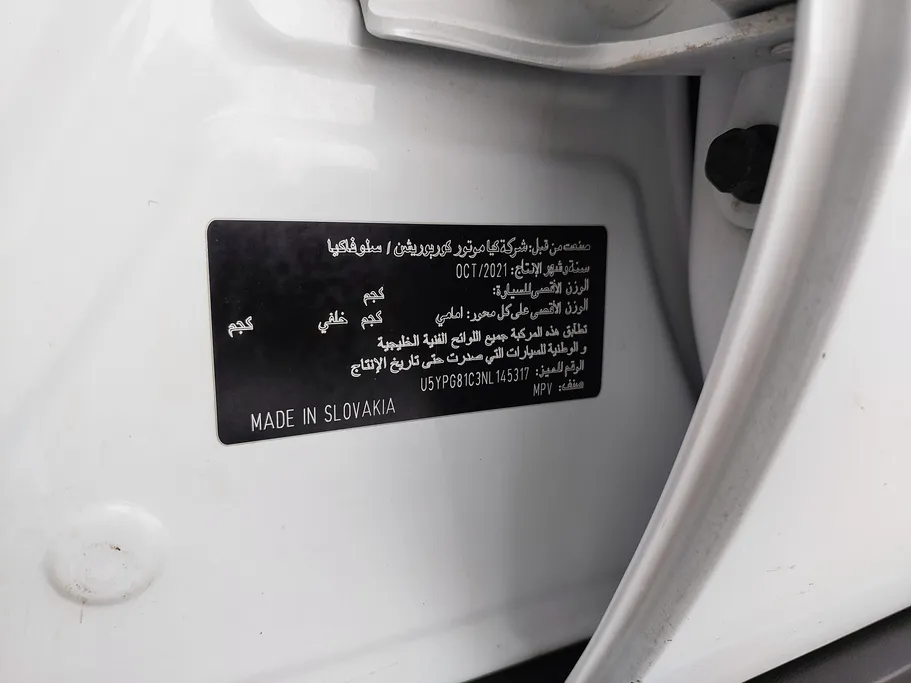 صنعت من قبل: شركة كيا موتور كوربوريشن / سلوفاكيا
سنة وشهر الإنتاج: OCT/2021
الوزن الأقصى للسيارة: كجم
الوزن الأقصى على كل محور: امامي كجم خلفي كجم
تطابق هذه المركبة جميع اللوائح الفنية الخليجية
و الوطنية للسيارات التي صدرت حتى تاريخ الإنتاج
الرقم المميز: U5YPG81C3NL145317
صنف: MPV
MADE IN SLOVAKIA